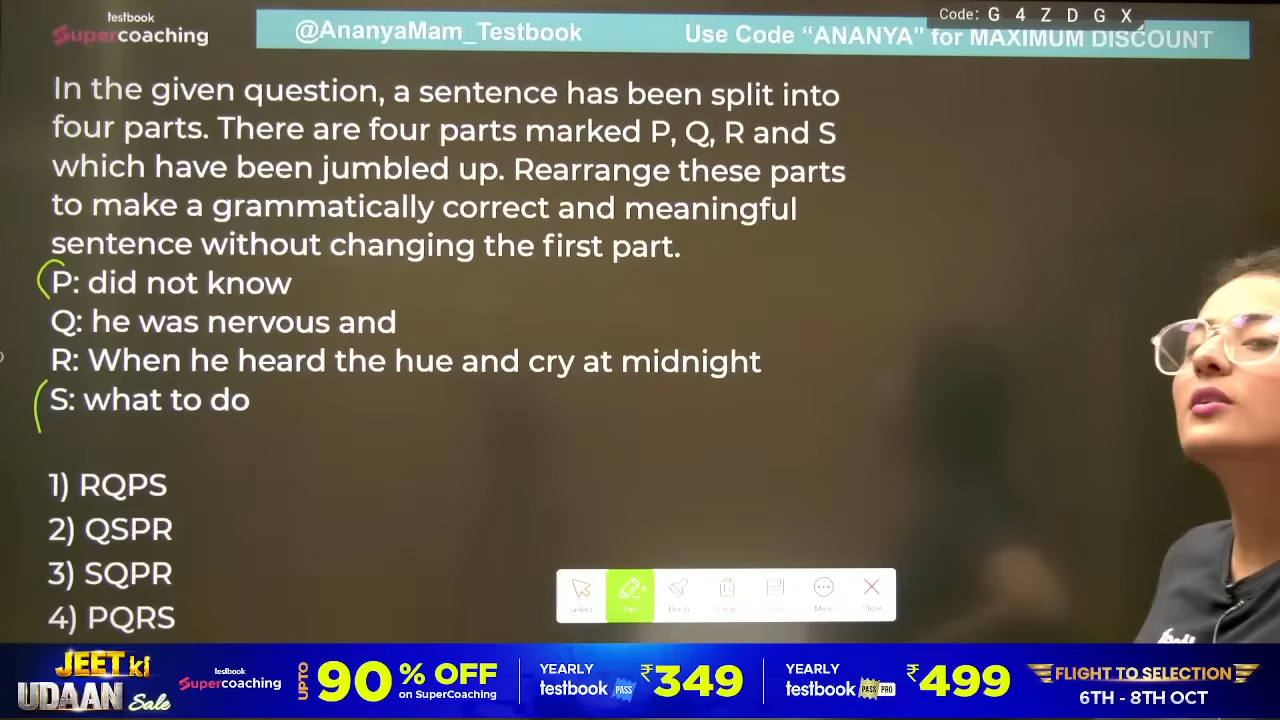 testbook
Supercoaching
@AnanyaMam_Testbook
Use Code “ANANYA" for MAXIMUM DISCOUNT
Code: G 4 Z D G X
In the given question, a sentence has been split into
four parts. There are four parts marked P, Q, R and S
which have been jumbled up. Rearrange these parts
to make a grammatically correct and meaningful
sentence without changing the first part.
P: did not know
Q: he was nervous and
R: When he heard the hue and cry at midnight
S: what to do
1) RQPS
2) QSPR
3) SQPR
4) PQRS
Select
Pen
Menu
Close
JEET ki
UDAAN Sale
testbook
Supercoaching
UPTO 90% OFF
on SuperCoaching
YEARLY
testbook PASS
₹349
YEARLY
testbook PASS PRO
₹499
FLIGHT TO SELECTION
6TH - 8TH OCT